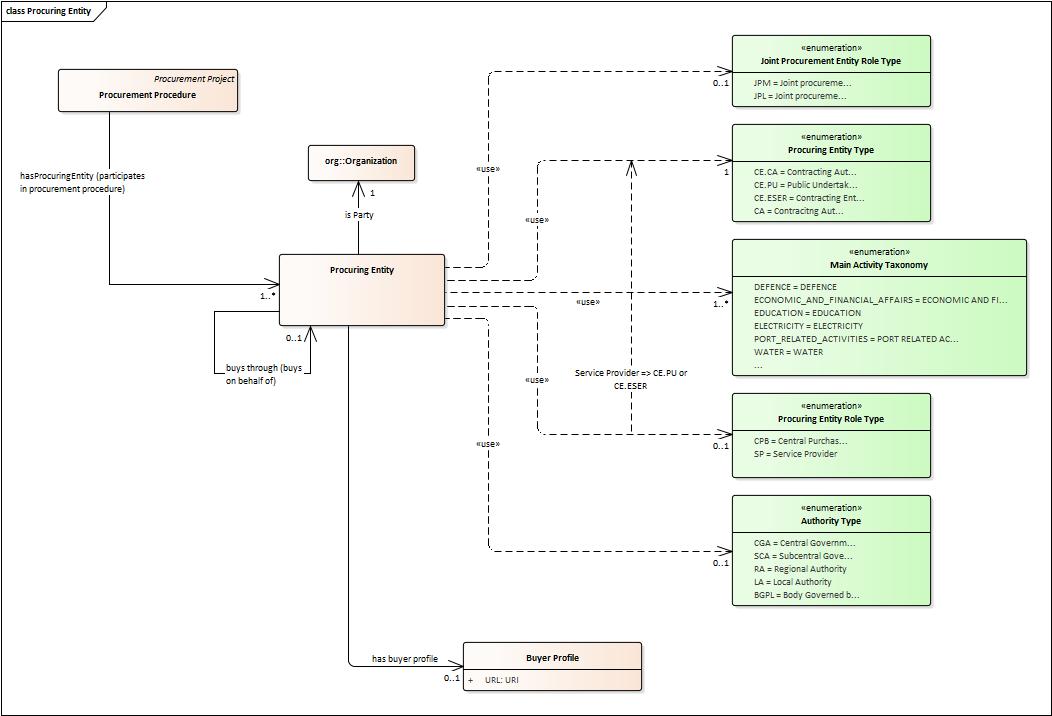 class Procuring Entity
Procurement Project
Procurement Procedure
hasProcuringEntity (participates
in procurement procedure)
org::Organization
1
is Party
Procuring Entity
1..*
0..1
buys through (buys
on behalf of)
has buyer profile
0..1
Buyer Profile
+ URL: URI
«use»
«use»
«use»
«use»
«use»
Service Provider => CE.PU or
CE.ESER
«enumeration»
Joint Procurement Entity Role Type
JPM = Joint procureme...
JPL = Joint procureme...
0..1
«enumeration»
Procuring Entity Type
CE.CA = Contracting Aut...
CE.PU = Public Undertak...
CE.ESER = Contracting Ent...
CA = Contracitng Aut...
1
«enumeration»
Main Activity Taxonomy
DEFENCE = DEFENCE
ECONOMIC_AND_FINANCIAL_AFFAIRS = ECONOMIC AND FI...
EDUCATION = EDUCATION
ELECTRICITY = ELECTRICITY
PORT_RELATED_ACTIVITIES = PORT RELATED AC...
WATER = WATER
...
1..*
«enumeration»
Procuring Entity Role Type
CPB = Central Purchas...
SP = Service Provider
0..1
«enumeration»
Authority Type
CGA = Central Governm...
SCA = Subcentral Gove...
RA = Regional Authority
LA = Local Authority
BGPL = Body Governed b...
0..1